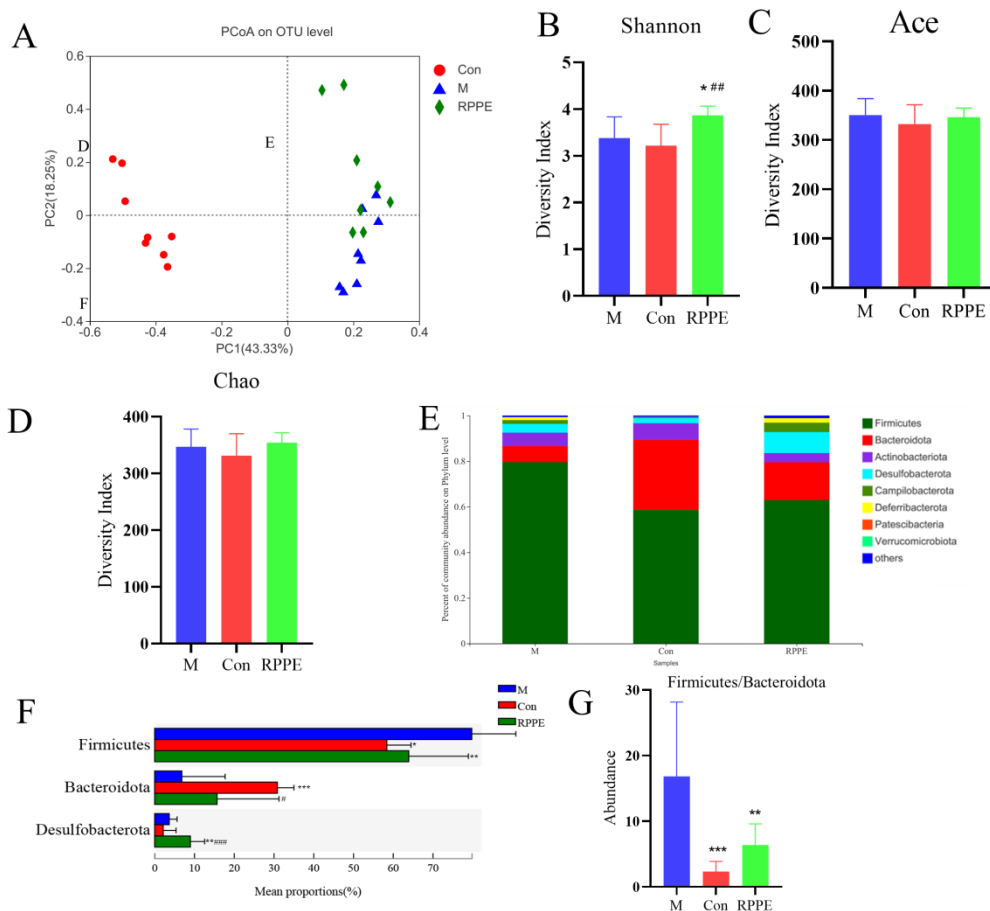 A
PCoA on OTU level
0.6
0.4
0.2
0
-0.2
-0.4
-0.6
-0.4
-0.2
0
0.2
0.4
PC2(18.25%)
PC1(43.33%)
D
E
F
Con
M
RPPE
B
Shannon
Diversity Index
5
4
3
2
1
0
* ##
M
Con
RPPE
C
Ace
Diversity Index
500
400
300
200
100
0
M
Con
RPPE
Chao
D
Diversity Index
400
300
200
100
0
M
Con
RPPE
E
Percent of community abundance on Phylum level
1
0.8
0.6
0.4
0.2
0
M
Con
RPPE
Samples
Firmicutes
Bacteroidota
Actinobacteriota
Desulfobacterota
Campilobacterota
Deferribacterota
Patescibacteria
Verrucomicrobiota
others
F
M
Con
RPPE
Firmicutes
*
**
Bacteroidota
***
#
Desulfobacterota
**###
0
10
20
30
40
50
60
70
Mean proportions(%)
G
Firmicutes/Bacteroidota
Abundance
30
20
10
0
***
**
M
Con
RPPE